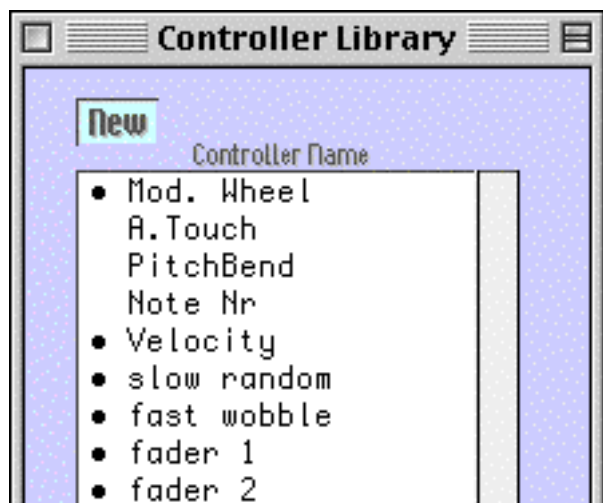 Controller Library
New
Controller Name
• Mod. Wheel
A.Touch
PitchBend
Note Nr
• Velocity
• slow random
• fast wobble
• fader 1
• fader 2